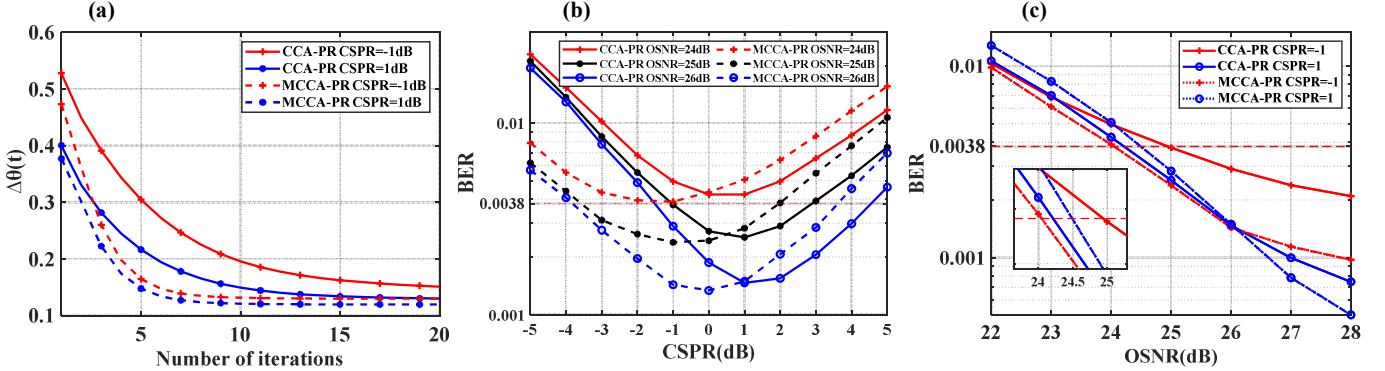 (a)
Δθ(t)
0.6
0.5
0.4
0.3
0.2
0.1
CCA-PR CSPR=-1dB
CCA-PR CSPR=1dB
MCCA-PR CSPR=-1dB
MCCA-PR CSPR=1dB
5 10 15 20
Number of iterations
(b)
BER
0.01
0.0038
0.001
CCA-PR OSNR=24dB
CCA-PR OSNR=25dB
CCA-PR OSNR=26dB
MCCA-PR OSNR=24dB
MCCA-PR OSNR=25dB
MCCA-PR OSNR=26dB
-5 -4 -3 -2 -1 0 1 2 3 4 5
CSPR(dB)
(c)
BER
0.01
0.0038
0.001
CCA-PR CSPR=-1
CCA-PR CSPR=1
MCCA-PR CSPR=-1
MCCA-PR CSPR=1
24 24.5 25
22 23 24 25 26 27 28
OSNR(dB)